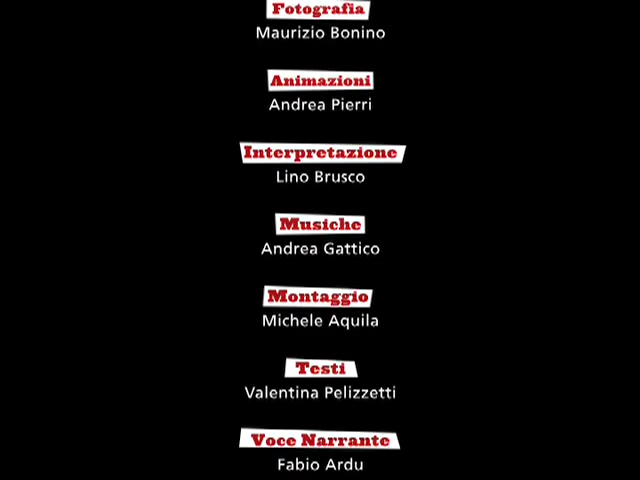 Fotografia
Maurizio Bonino
Animazioni
Andrea Pierri
Interpretazione
Lino Brusco
Musiche
Andrea Gattico
Montaggio
Michele Aquila
Testi
Valentina Pelizzetti
Voce Narrante
Fabio Ardu